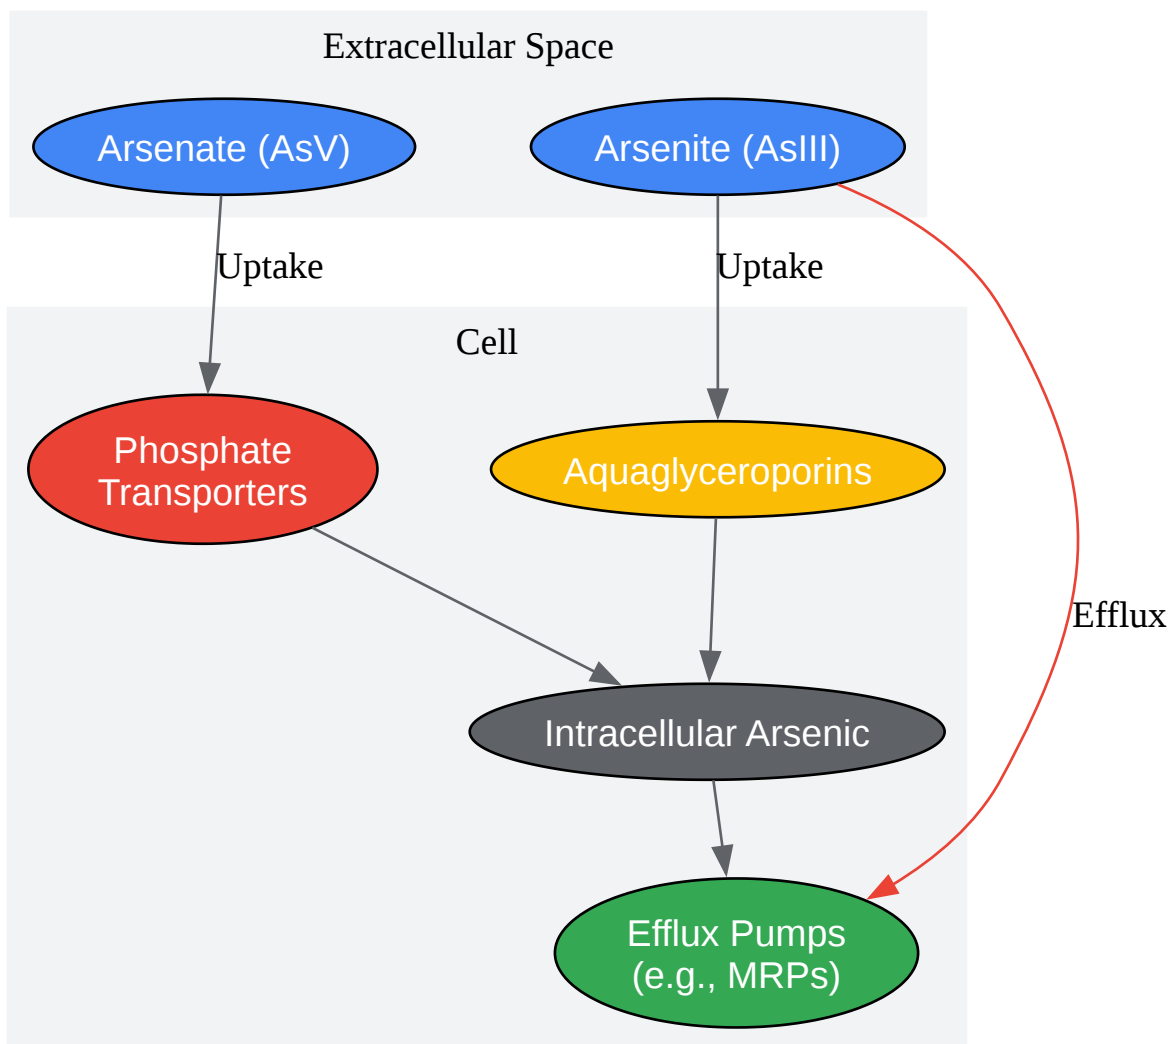 Extracellular Space
Arsenate (AsV)
Arsenite (AsIII)
Uptake
Uptake
Cell
Phosphate
Transporters
Aquaglyceroporins
Efflux
Intracellular Arsenic
Efflux Pumps
(e.g., MRPs)